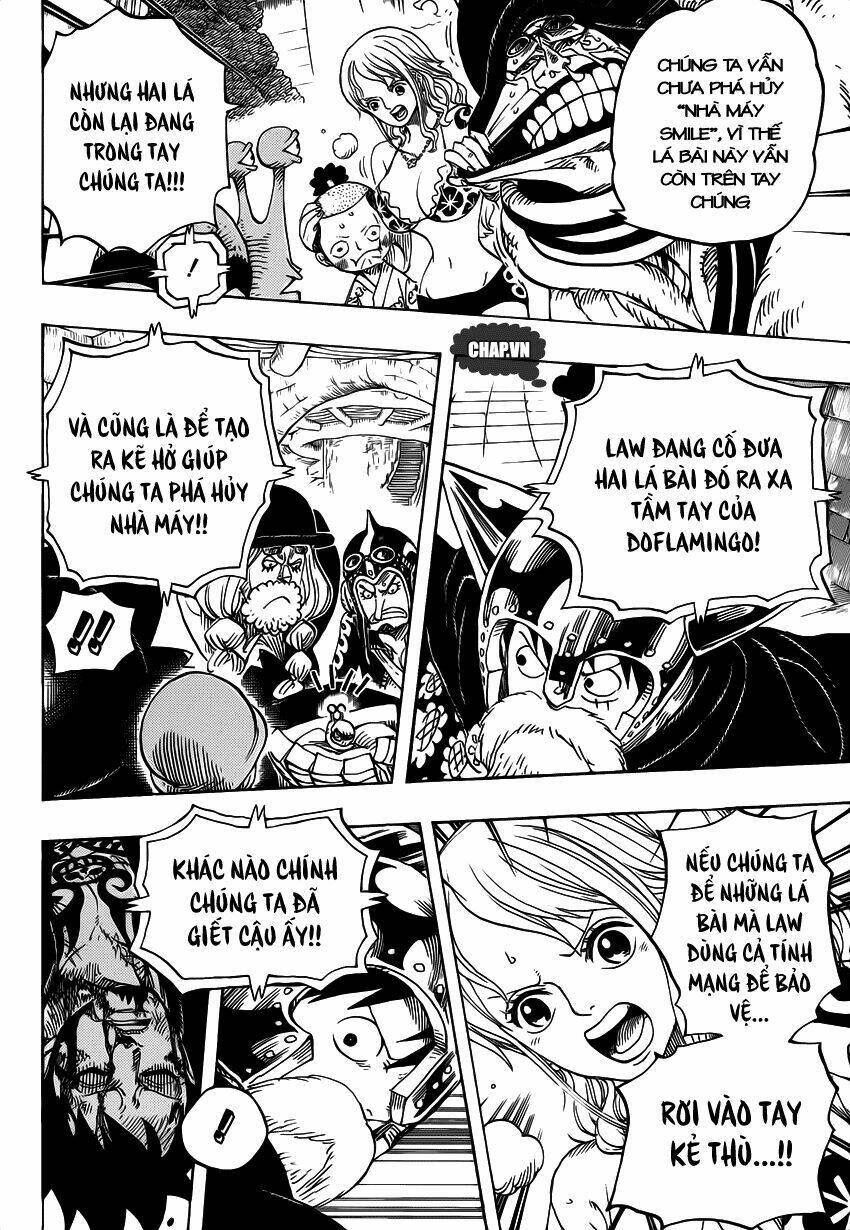 CHÚNG TA VẪN
CHƯA PHÁ HỦY
“NHÀ MÁY
SMILE”, VÌ THẾ
LÁ BÀI NÀY VẪN
CÒN TRÊN TAY
CHÚNG.
NHƯNG HAI LÁ
CÒN LẠI ĐANG
TRONG TAY
CHÚNG TA!!!
!
CHAP.VN
LAW ĐANG CỐ ĐƯA
HAI LÁ BÀI ĐÓ RA XA
TẦM TAY CỦA
DOFLAMINGO!
VÀ CŨNG LÀ ĐỂ TẠO
RA KẼ HỞ GIÚP
CHÚNG TA PHÁ HỦY
NHÀ MÁY!!
!!
NẾU CHÚNG TA
ĐỂ NHỮNG LÁ
BÀI MÀ LAW
DÙNG CẢ TÍNH
MẠNG ĐỂ BẢO
VỆ...
RƠI VÀO TAY
KẺ THÙ...!!
KHÁC NÀO CHÍNH
CHÚNG TA ĐÃ
GIẾT CẬU ẤY!!
!